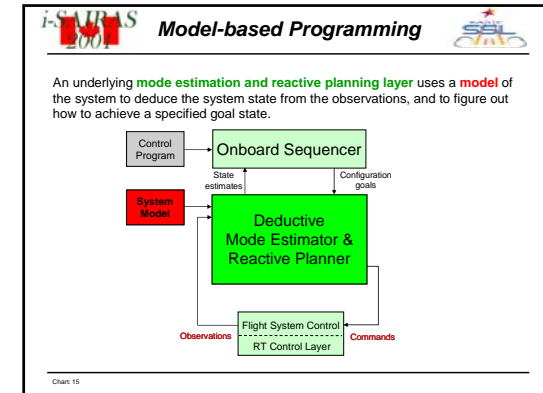 i-SAIRAS
2001
Model-based Programming
SSL
An underlying mode estimation and reactive planning layer uses a model of
the system to deduce the system state from the observations, and to figure out
how to achieve a specified goal state.
Control
Program
Onboard Sequencer
State
estimates
Configuration
goals
System
Model
Deductive
Mode Estimator &
Reactive Planner
Flight System Control
Observations
Commands
RT Control Layer
Chart: 15